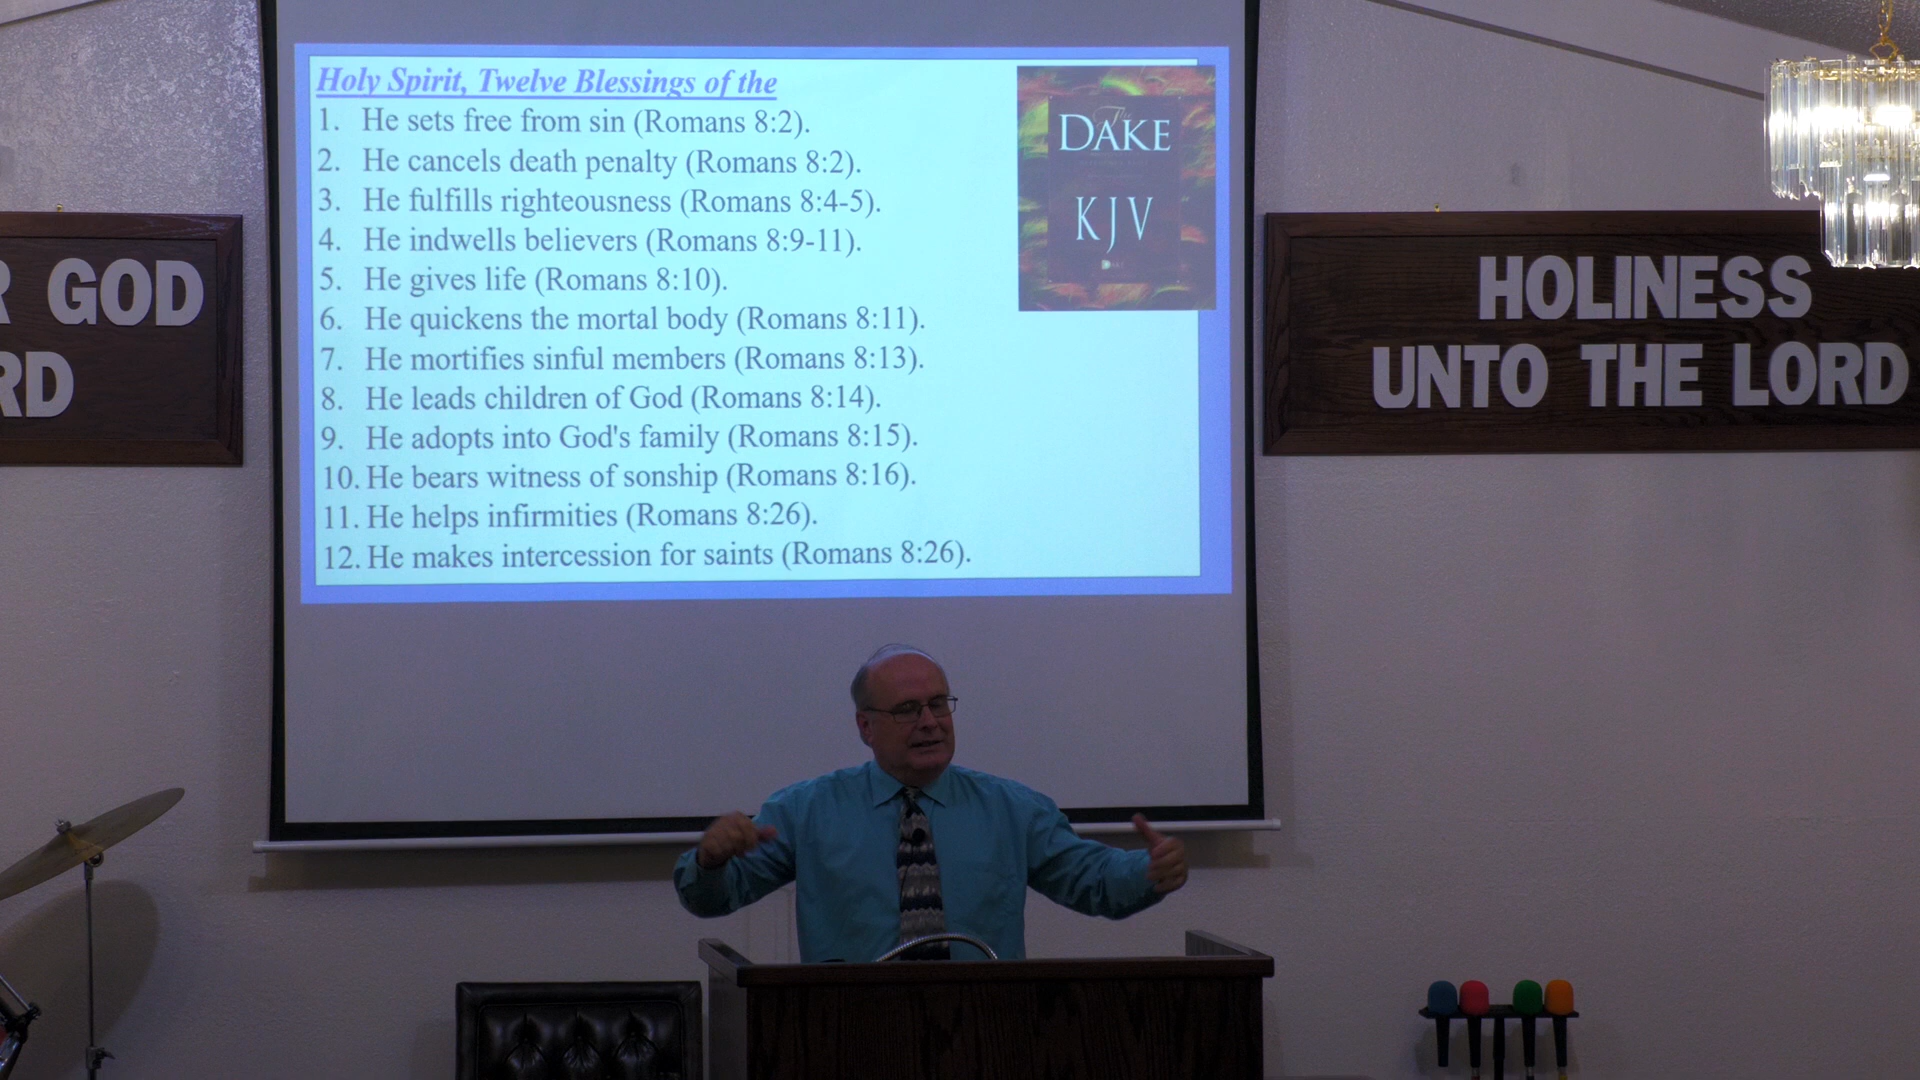 Holy Spirit, Twelve Blessings of the
1. He sets free from sin (Romans 8:2).
2. He cancels death penalty (Romans 8:2).
3. He fulfills righteousness (Romans 8:4-5).
4. He indwells believers (Romans 8:9-11).
5. He gives life (Romans 8:10).
6. He quickens the mortal body (Romans 8:11).
7. He mortifies sinful members (Romans 8:13).
8. He leads children of God (Romans 8:14).
9. He adopts into God's family (Romans 8:15).
10. He bears witness of sonship (Romans 8:16).
11. He helps infirmities (Romans 8:26).
12. He makes intercession for saints (Romans 8:26).
The
DAKE
KJV
DAKE
R GOD
RD
HOLINESS
UNTO THE LORD